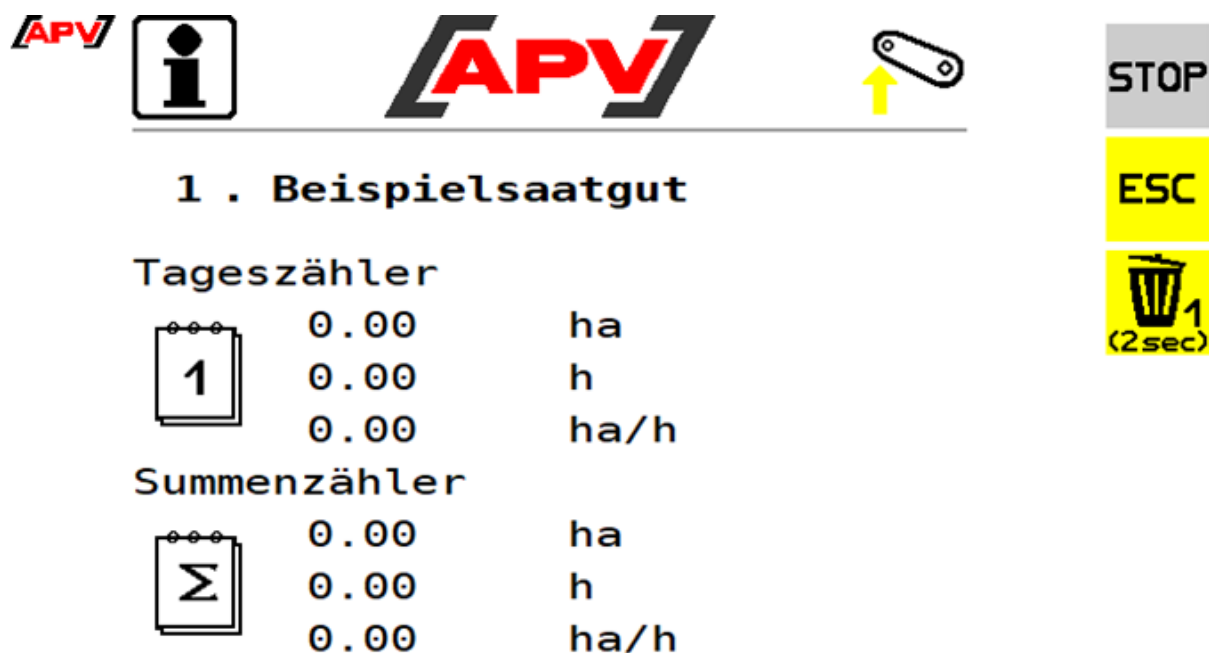 [APV]
[APV]
STOP
1 . Beispielsaatgut
ESC
Tageszähler
1
(2sec)
1
0.00 ha
0.00 h
0.00 ha/h
Summenzähler
Σ
0.00 ha
0.00 h
0.00 ha/h